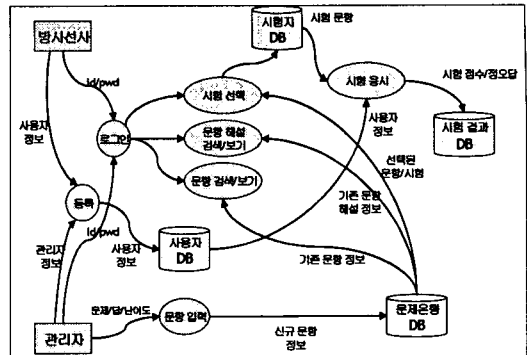 방사선사
시험지
DB
시험 문항
Id/pwd
시험 선택
시험 응시
시험 점수/정오답
사용자
정보
로그인
문항 해설
검색/보기
사용자
정보
시험 결과
DB
선택된
문항/시험
문항 검색/보기
등록
Id/pwd
기존 문항
해설 정보
관리자
정보
사용자
정보
사용자
DB
기존 문항 정보
문제/답/난이도
문항 입력
신규 문항
정보
문제은행
DB
관리자